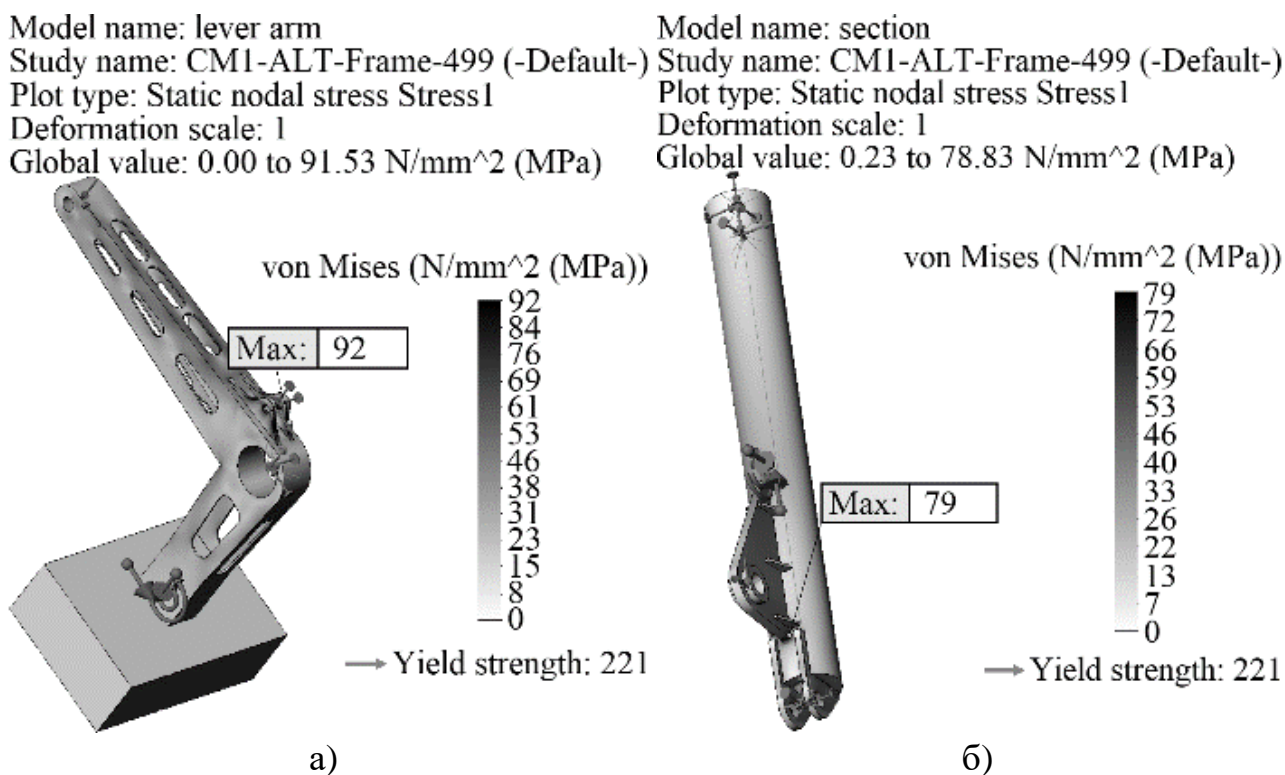 Model name: lever arm
Study name: CM1-ALT-Frame-499 (-Default-)
Plot type: Static nodal stress Stress1
Deformation scale: 1
Global value: 0.00 to 91.53 N/mm^2 (MPa)
von Mises (N/mm^2 (MPa))
92
84
76
69
61
53
46
38
31
23
15
8
0
Max: 92
Yield strength: 221
а)
Model name: section
Study name: CM1-ALT-Frame-499 (-Default-)
Plot type: Static nodal stress Stress1
Deformation scale: 1
Global value: 0.23 to 78.83 N/mm^2 (MPa)
von Mises (N/mm^2 (MPa))
79
72
66
59
53
46
40
33
26
22
13
7
0
Max: 79
Yield strength: 221
б)